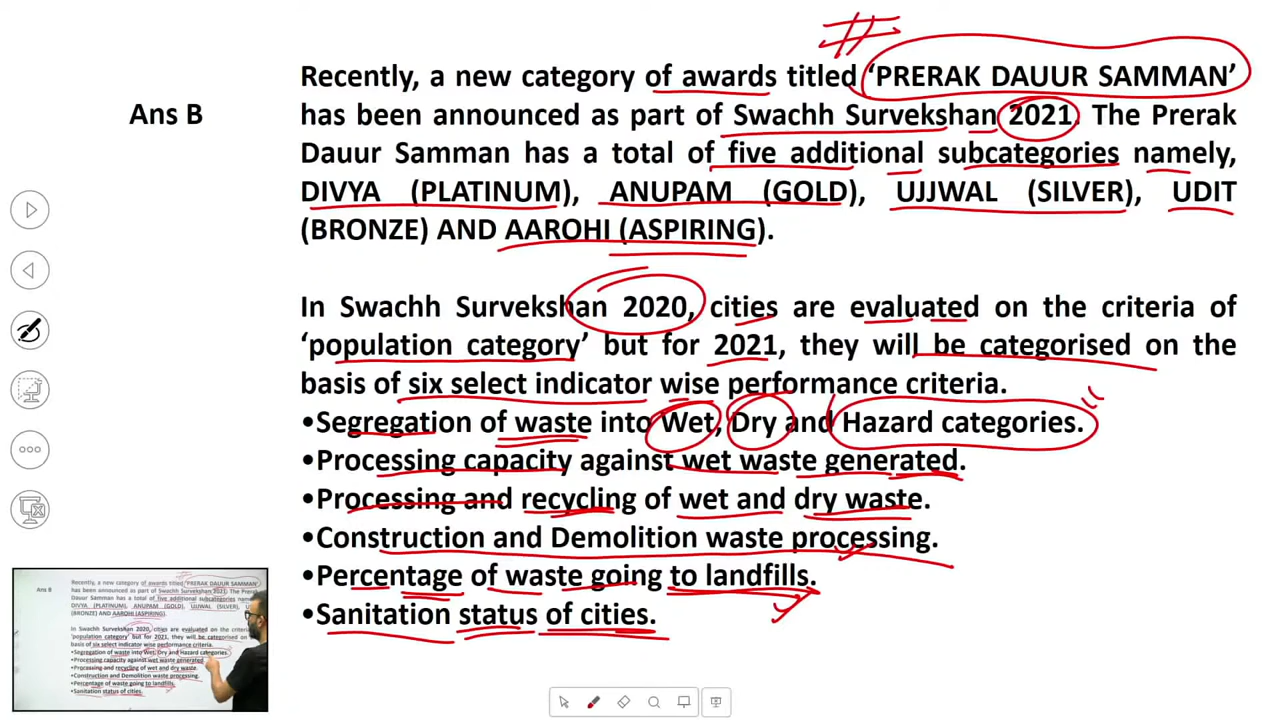 Ans B
Recently, a new category of awards titled ‘PRERAK DAUUR SAMMAN’
has been announced as part of Swachh Survekshan 2021. The Prerak
Dauur Samman has a total of five additional subcategories namely,
DIVYA (PLATINUM), ANUPAM (GOLD), UJJWAL (SILVER), UDIT
(BRONZE) AND AAROHI (ASPIRING).
In Swachh Survekshan 2020, cities are evaluated on the criteria of
‘population category’ but for 2021, they will be categorised on the
basis of six select indicator wise performance criteria.
•Segregation of waste into Wet, Dry and Hazard categories.
•Processing capacity against wet waste generated.
•Processing and recycling of wet and dry waste.
•Construction and Demolition waste processing.
•Percentage of waste going to landfills.
•Sanitation status of cities.